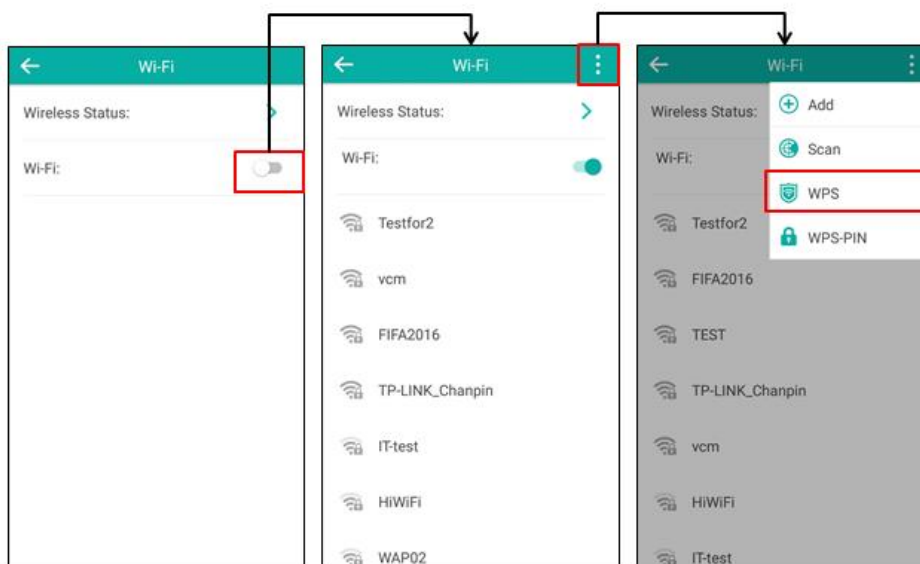 Wi-Fi
Wireless Status:
Wi-Fi:
Wi-Fi
Wireless Status:
Wi-Fi:
Testfor2
vcm
FIFA2016
TP-LINK_Chanpin
IT-test
HiWiFi
WAP02
Wi-Fi
Wireless Status:
Wi-Fi:
Add
Scan
WPS
WPS-PIN
Testfor2
FIFA2016
TEST
TP-LINK_Chanpin
vcm
HiWiFi
IT-test